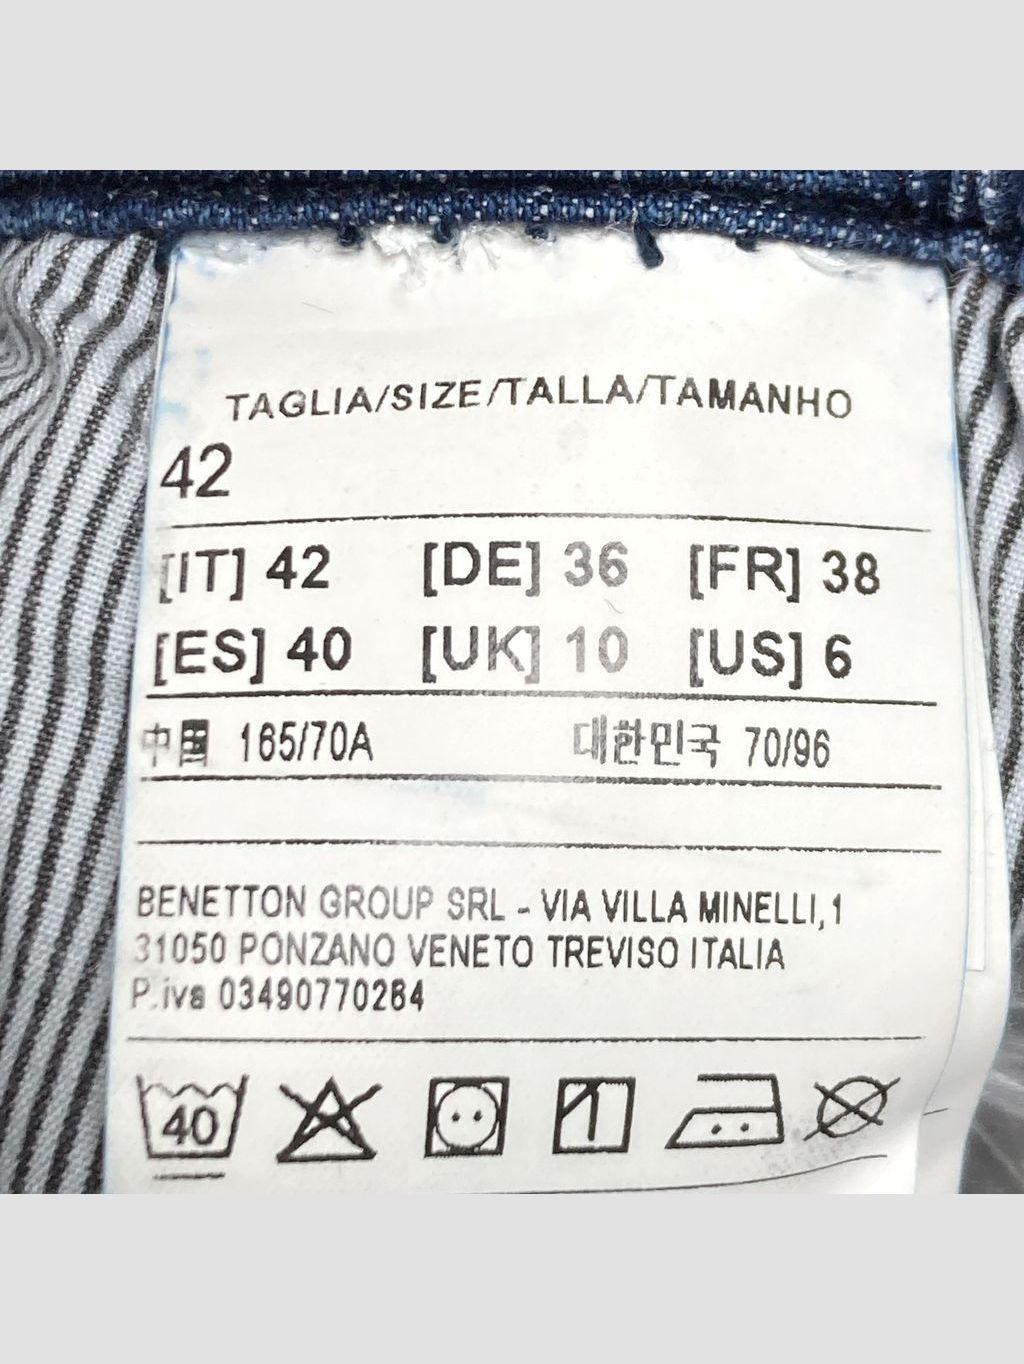 TAGLIA/SIZE/TALLA/TAMANHO
42
[IT] 42 [DE] 36 [FR] 38
[ES] 40 [UK] 10 [US] 6
中国 165/70A 대한민국 70/96
BENETTON GROUP SRL - VIA VILLA MINELLI,1
31050 PONZANO VENETO TREVISO ITALIA
P.iva 03490770264
40